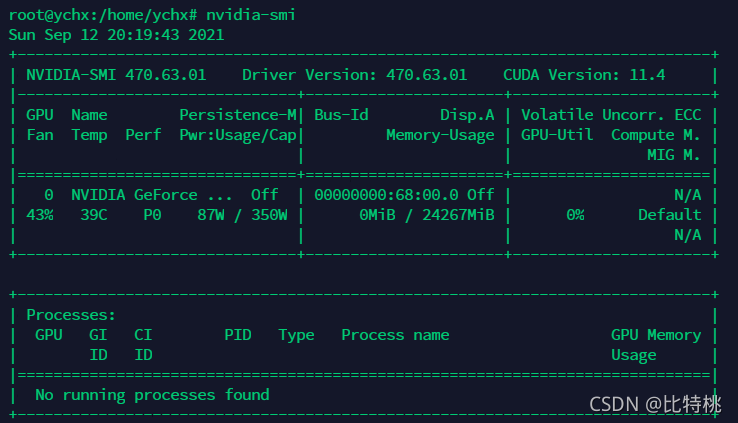 root@ychx:/home/ychx# nvidia-smi
Sun Sep 12 20:19:43 2021
+-----------------------------------------------------------------------------+
| NVIDIA-SMI 470.63.01    Driver Version: 470.63.01    CUDA Version: 11.4     |
|-------------------------------+----------------------+----------------------+
| GPU  Name        Persistence-M| Bus-Id        Disp.A | Volatile Uncorr. ECC |
| Fan  Temp  Perf  Pwr:Usage/Cap|         Memory-Usage | GPU-Util  Compute M. |
|                               |                      |               MIG M. |
|===============================+======================+======================|
|   0  NVIDIA GeForce ...  Off  | 00000000:68:00.0 Off |                  N/A |
| 43%   39C    P0    87W / 350W |      0MiB / 24267MiB |      0%      Default |
|                               |                      |                  N/A |
+-------------------------------+----------------------+----------------------+

+-----------------------------------------------------------------------------+
| Processes:                                                                  |
|  GPU   GI   CI        PID   Type   Process name                  GPU Memory |
|        ID   ID                                                   Usage      |
|=============================================================================|
|  No running processes found                                                 |
+-----------------------------------------------------------------------------+
CSDN @比特桃